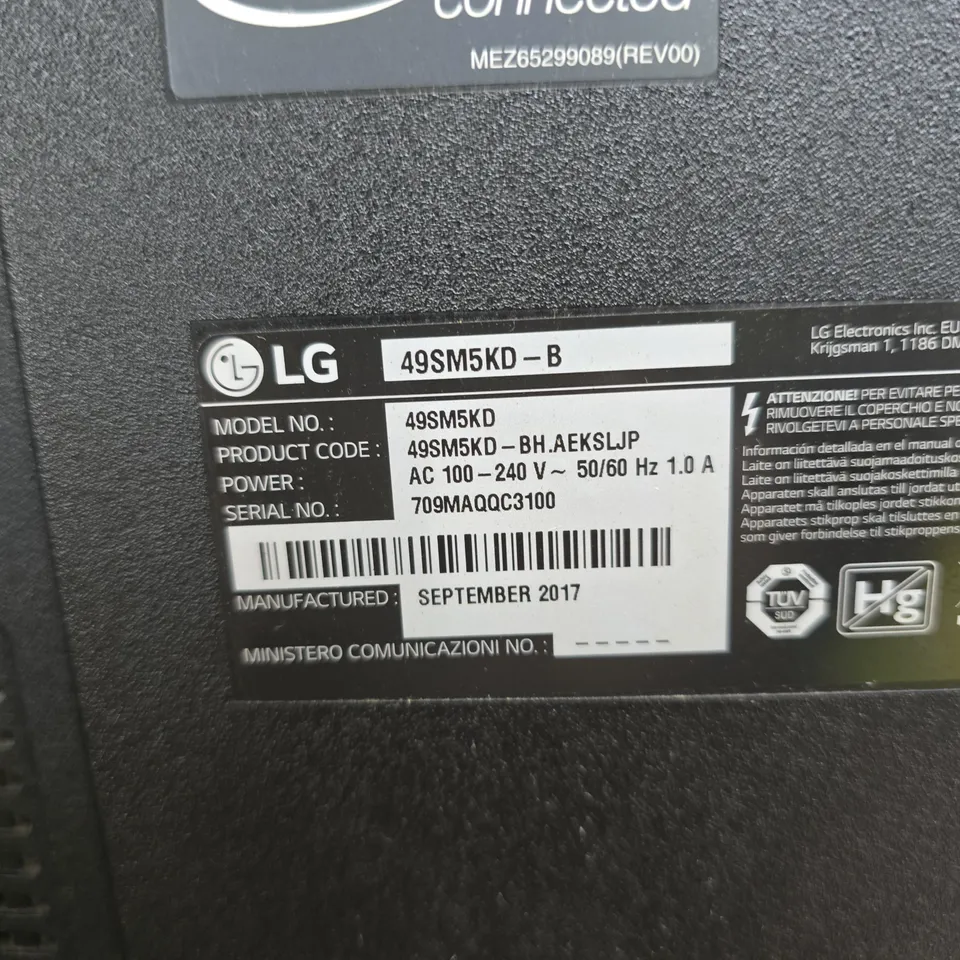 connected
MEZ65299089(REV00)
LG
49SM5KD-B
MODEL NO. : 49SM5KD
PRODUCT CODE : 49SM5KD-BH.AEKSLJP
POWER : AC 100-240 V~ 50/60 Hz 1.0 A
SERIAL NO. : 709MAQQC3100
MANUFACTURED : SEPTEMBER 2017
MINISTERO COMUNICAZIONI NO. : -----
LG Electronics Inc. EU
Krijgsman 1, 1186 DM
ATTENZIONE! PER EVITARE PE
RIMUOVERE IL COPERCHIO E NO
RIVOLGETEVI A PERSONALE SPE
Información detallada en el manual d
Laite on liitettävä suojamaadoituskos
Laite on liitettävä suojakoskettimilla
Apparaten skall anslutas till jordat ut
Apparatet må tilkoples jordet stikkon
Apparatets stikprop skal tilsluttes en
som giver forbindelse til stikproppens
TÜV
SÜD
Hg